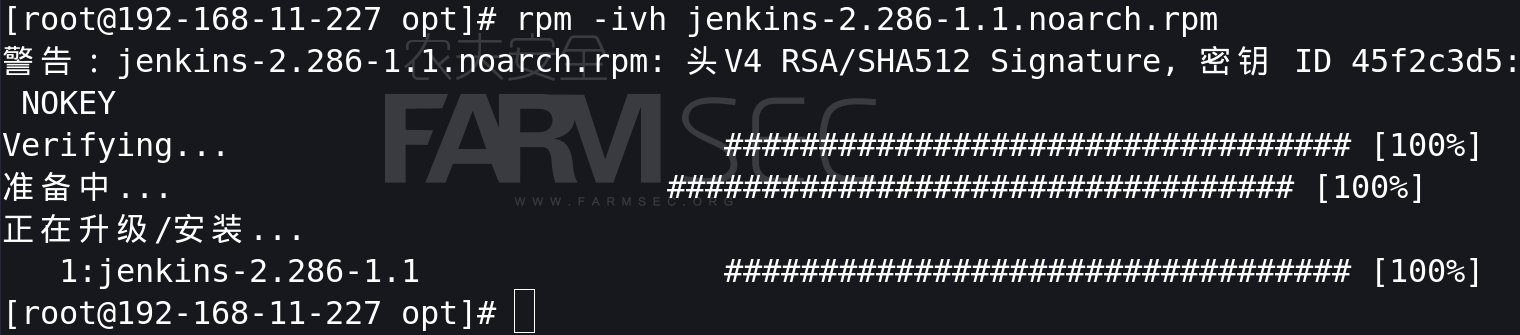 [root@192-168-11-227 opt]# rpm -ivh jenkins-2.286-1.1.noarch.rpm
警告：jenkins-2.286-1.1.noarch.rpm: 头V4 RSA/SHA512 Signature, 密钥 ID 45f2c3d5:
 NOKEY
Verifying...                          ################################# [100%]
准备中...                          ################################# [100%]
正在升级/安装...
   1:jenkins-2.286-1.1                ################################# [100%]
[root@192-168-11-227 opt]#
农夫安全
FARMSEC
WWW.FARMSEC.ORG